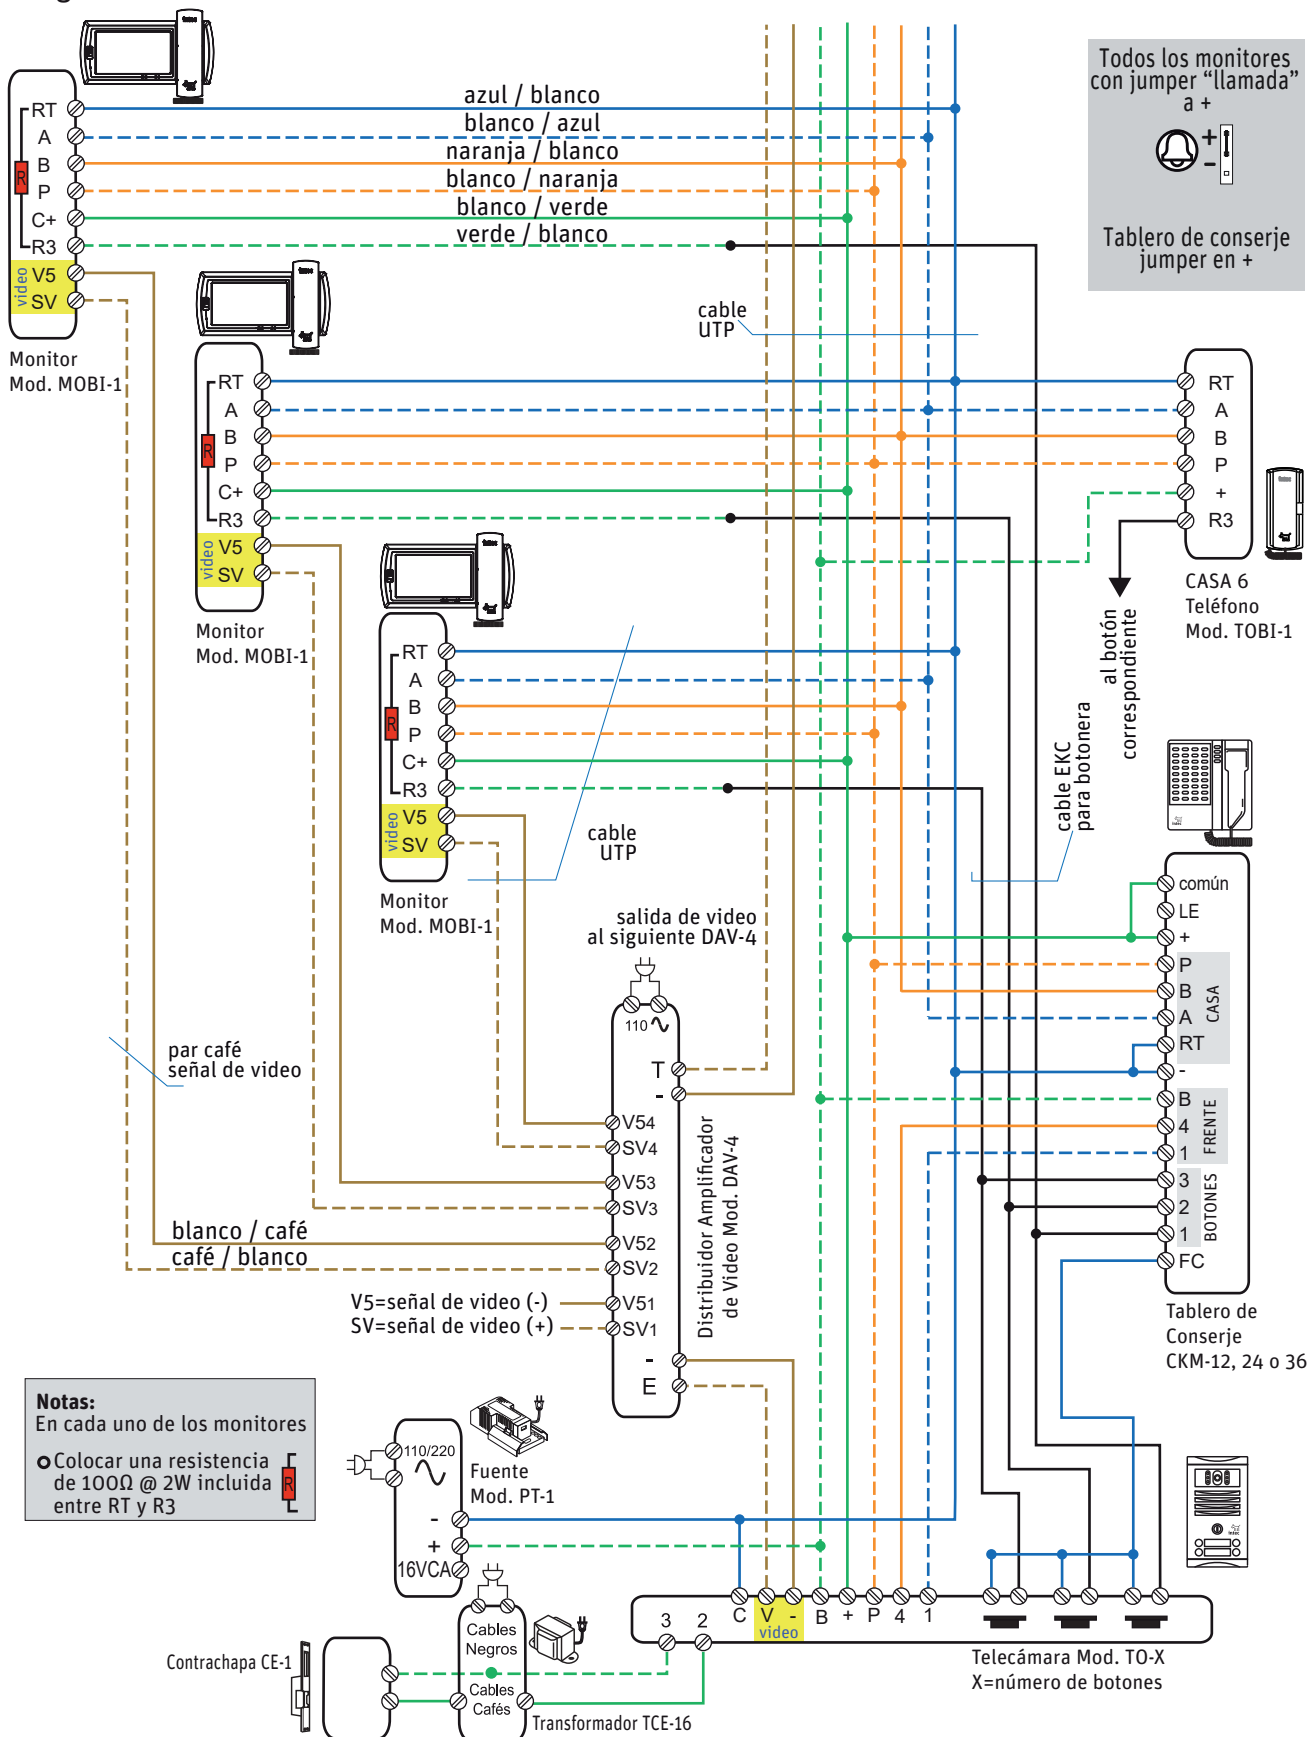 Todos los monitores
con jumper “llamada”
a +
+
-
Tablero de conserje
jumper en +
azul / blanco
blanco / azul
naranja / blanco
blanco / naranja
blanco / verde
verde / blanco
RT
A
B
P
C+
R3
V5
SV
video
R
Monitor
Mod. MOBI-1
cable
UTP
RT
A
B
P
C+
R3
V5
SV
video
R
Monitor
Mod. MOBI-1
RT
A
B
P
+
R3
CASA 6
Teléfono
Mod. TOBI-1
al botón
correspondiente
RT
A
B
P
C+
R3
V5
SV
video
R
Monitor
Mod. MOBI-1
cable
UTP
cable EKC
para botonera
salida de video
al siguiente DAV-4
110
T
-
V54
SV4
V53
SV3
V52
SV2
V51
SV1
-
E
Distribuidor Amplificador
de Video Mod. DAV-4
par café
señal de video
blanco / café
café / blanco
V5=señal de video (-)
SV=señal de video (+)
común
LE
+
P
B
A
RT
CASA
-
B
4
1
FRENTE
3
2
1
BOTONES
FC
Tablero de
Conserje
CKM-12, 24 o 36
Notas:
En cada uno de los monitores
Colocar una resistencia
de 100Ω @ 2W incluida
entre RT y R3
R
110/220
-
+
16VCA
Fuente
Mod. PT-1
Cables
Negros
Cables
Cafés
Transformador TCE-16
Contrachapa CE-1
3
2
C
V
-
video
B
+
P
4
1
Telecámara Mod. TO-X
X=número de botones